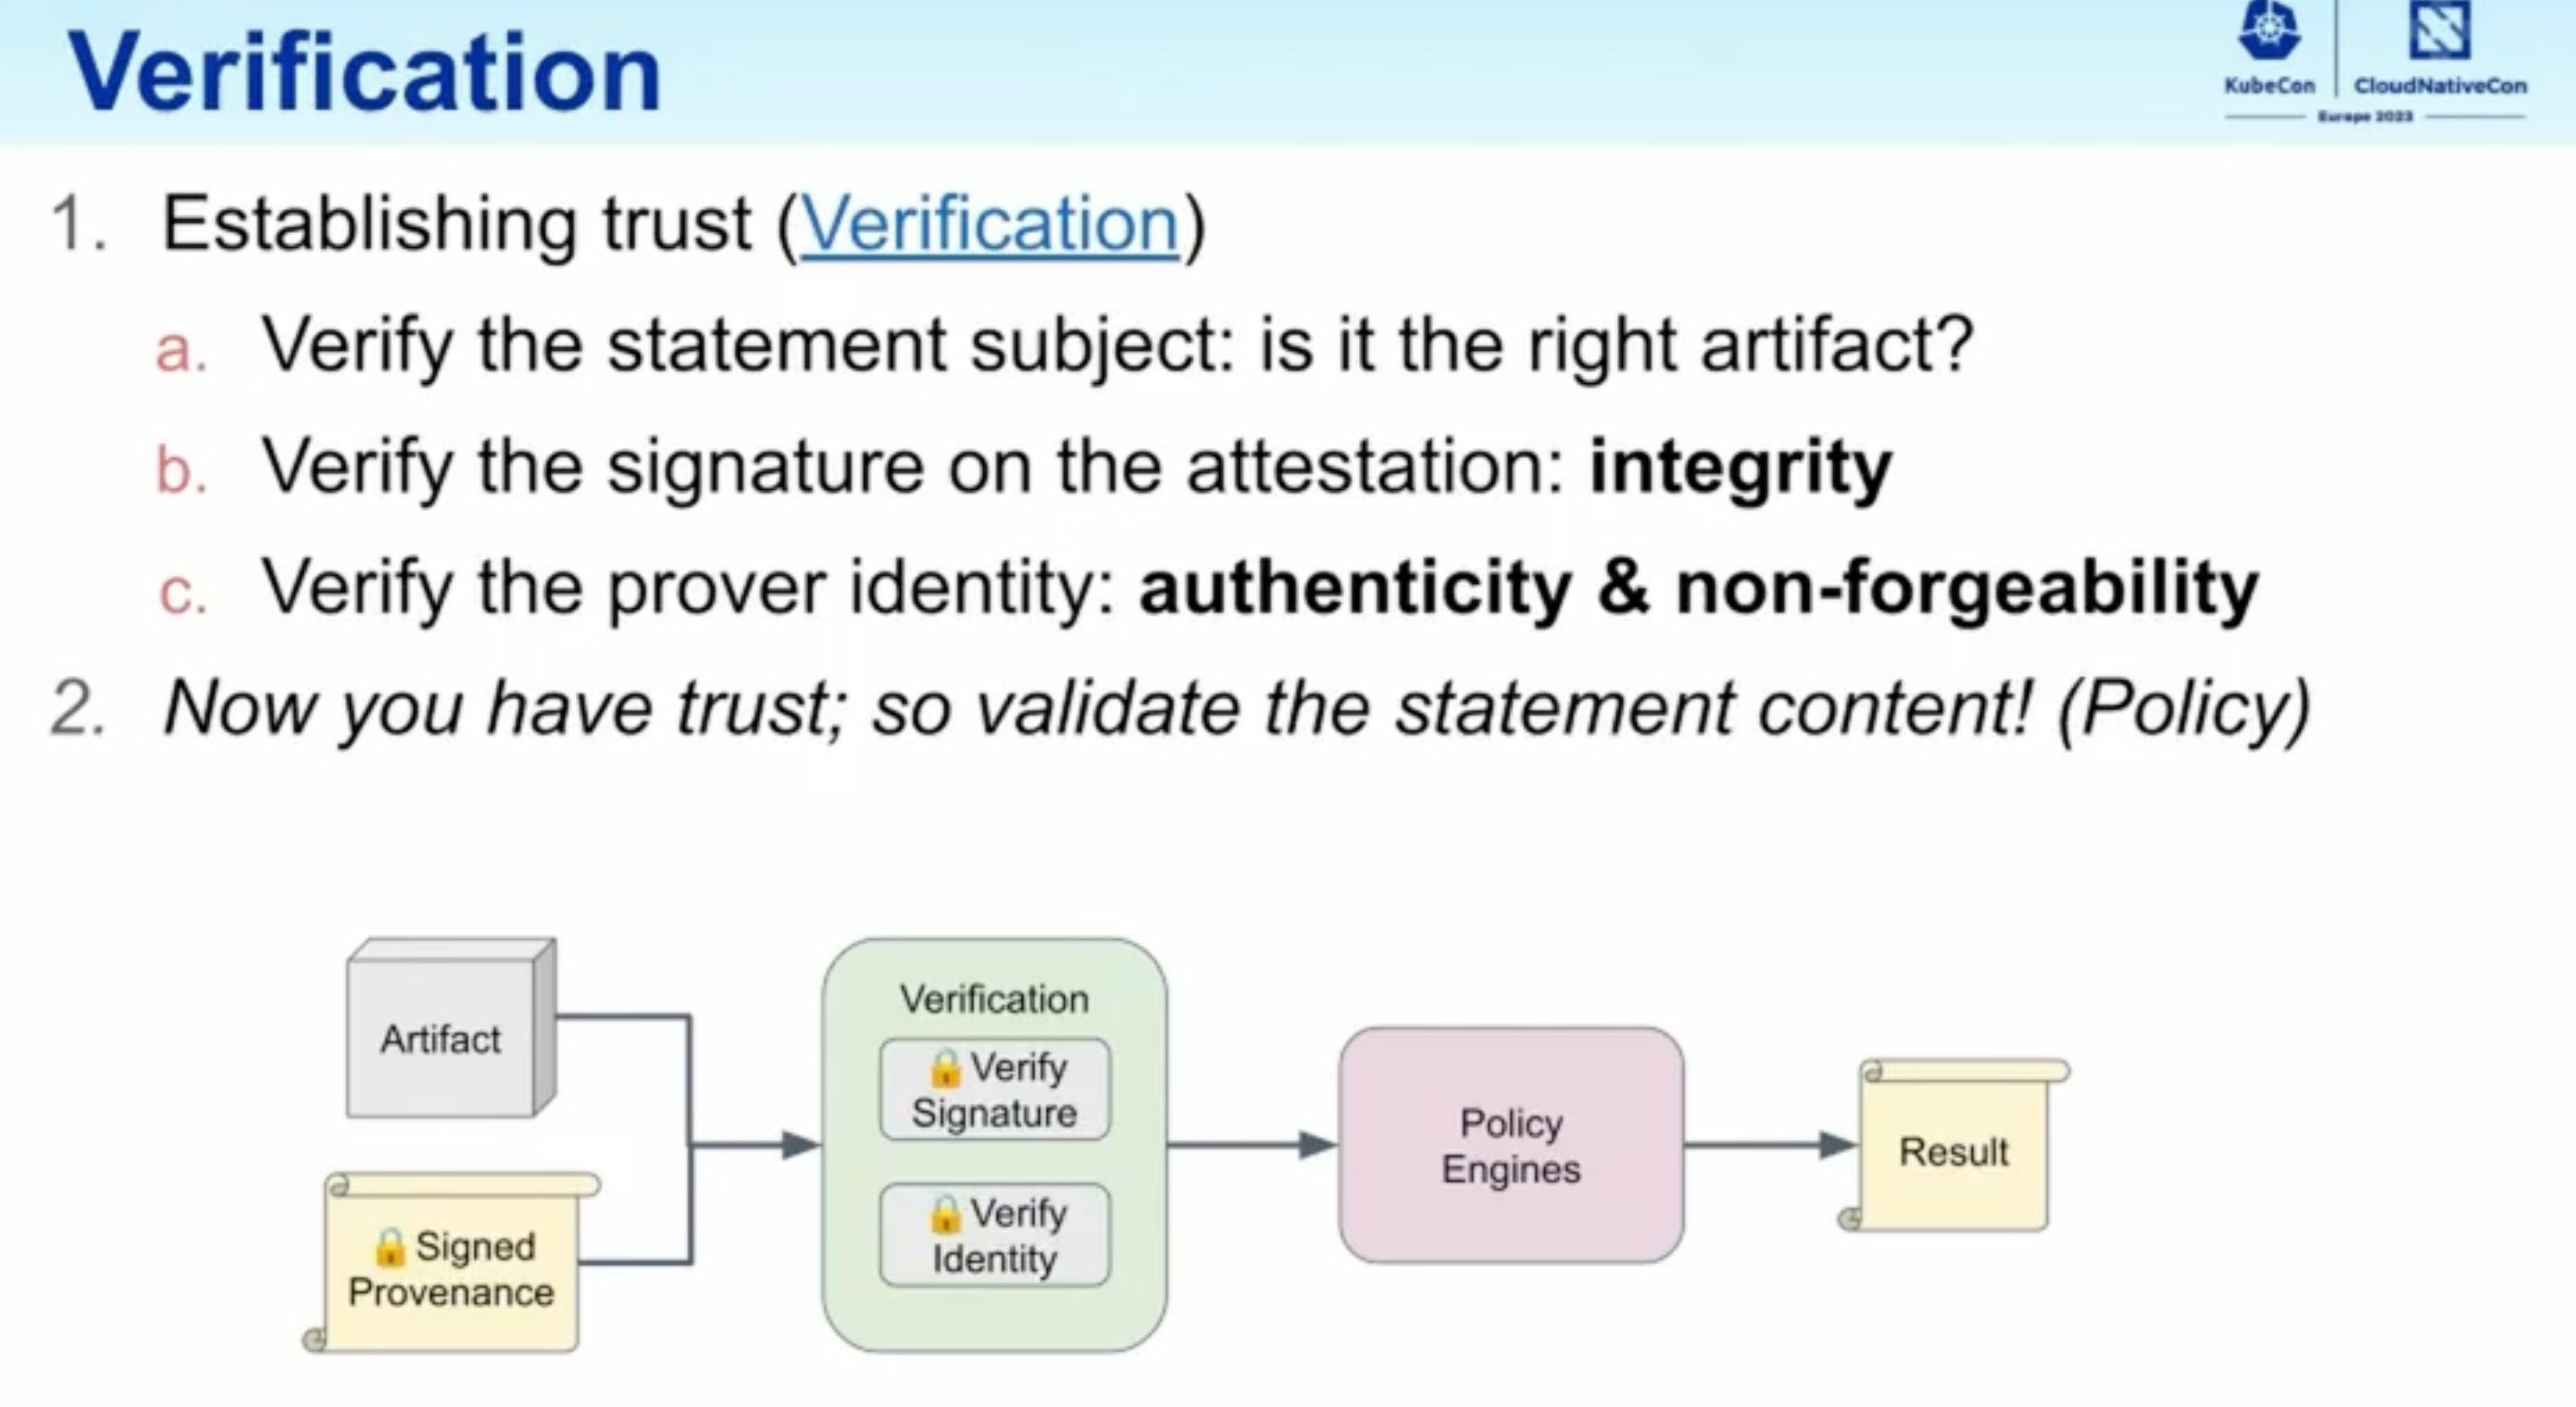 Verification
KubeCon
CloudNativeCon
Europe 2023
1. Establishing trust (Verification)
a. Verify the statement subject: is it the right artifact?
b. Verify the signature on the attestation: integrity
c. Verify the prover identity: authenticity & non-forgeability
2. Now you have trust; so validate the statement content! (Policy)
Artifact
🔒 Signed
Provenance
Verification
🔒 Verify
Signature
🔒 Verify
Identity
Policy
Engines
Result